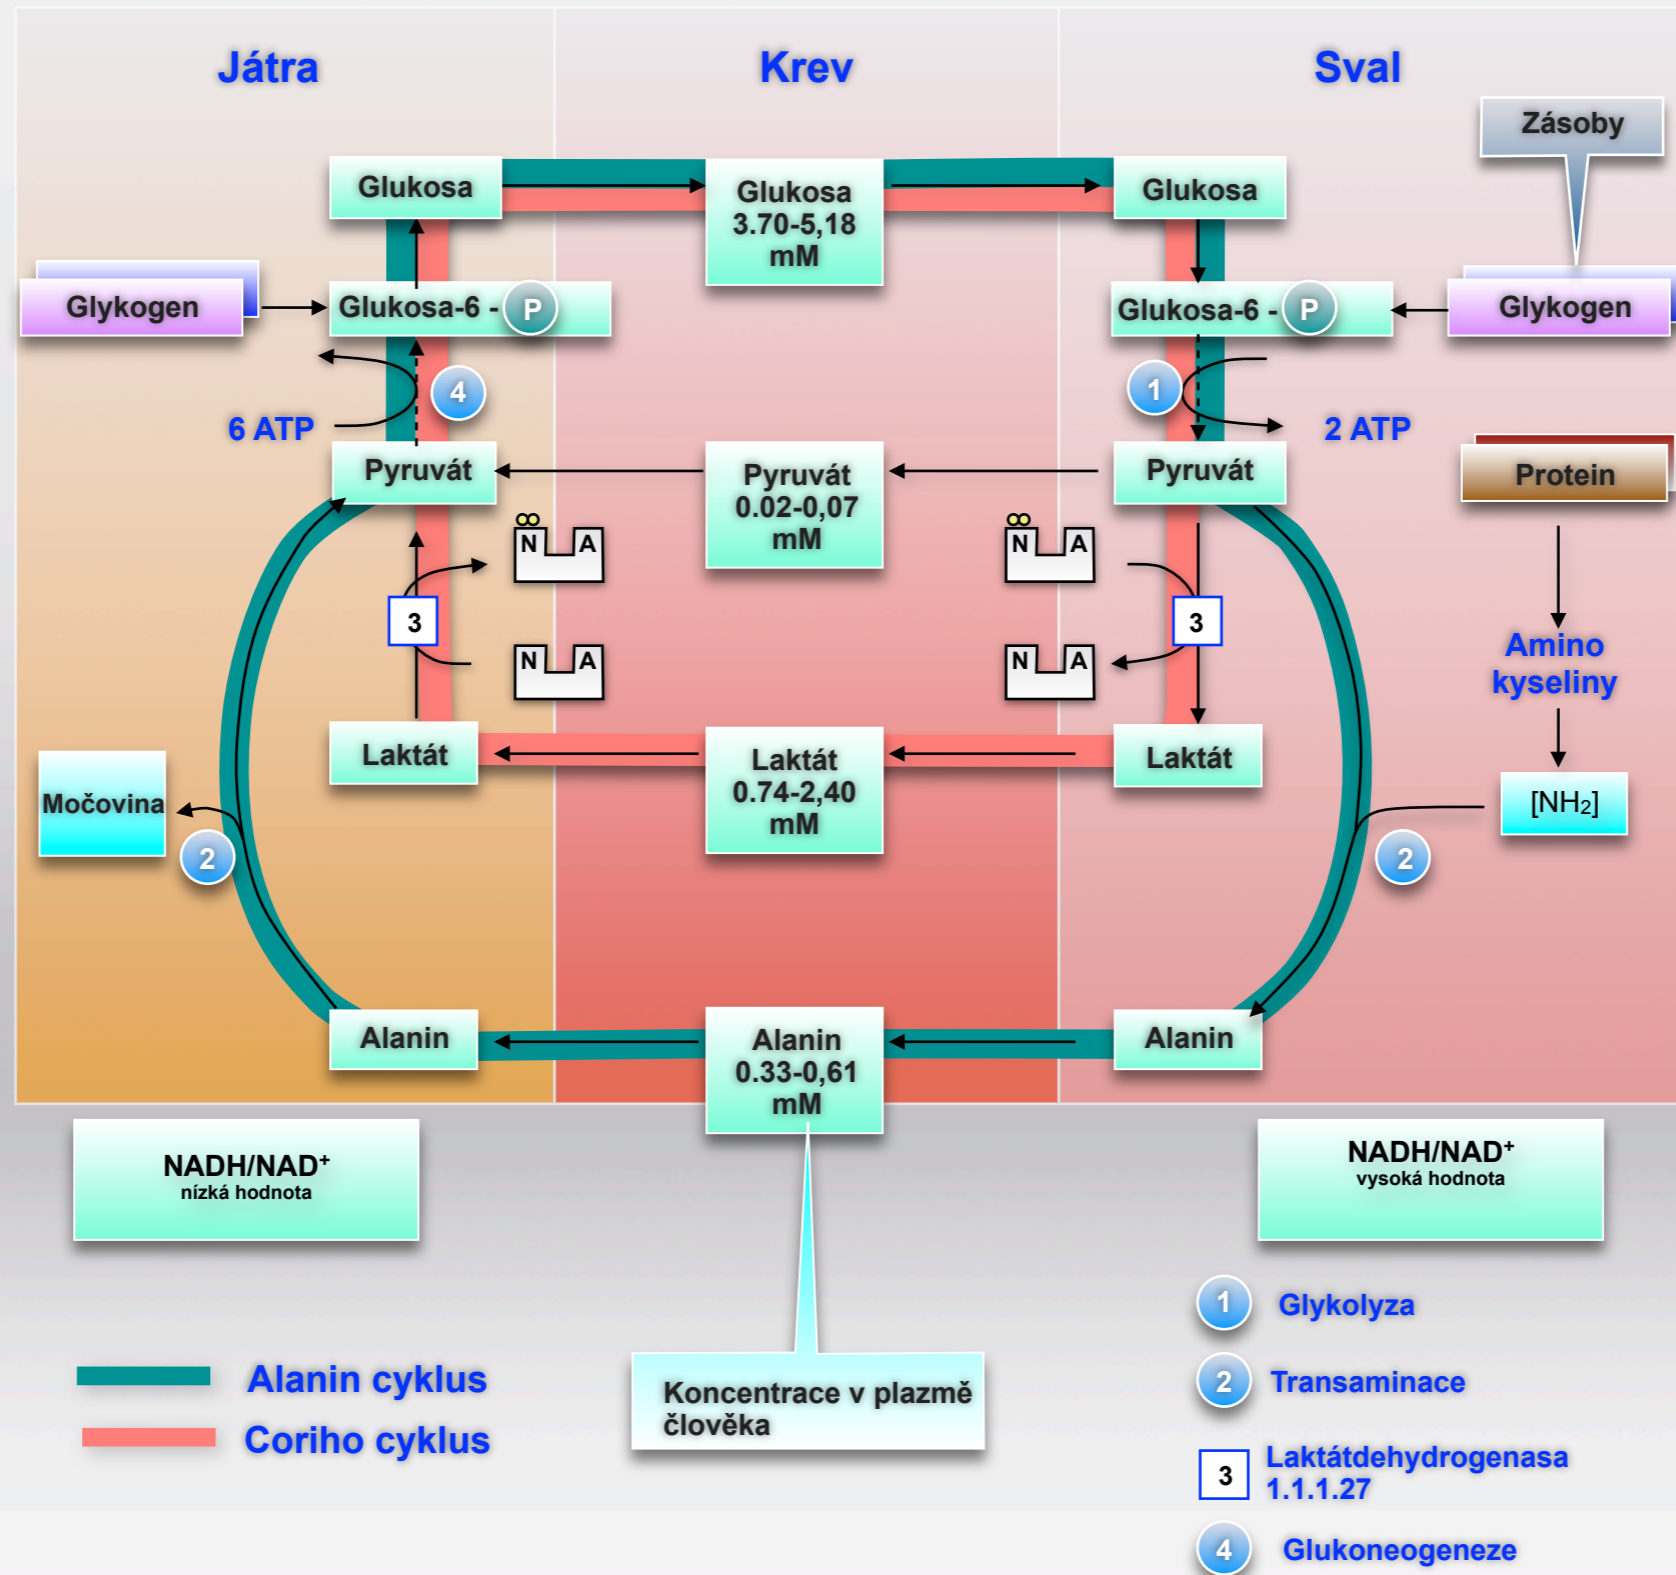 Játra
Krev
Sval
Zásoby
Glukosa
Glukosa
3.70-5,18
mM
Glukosa
Glykogen
Glukosa-6 - P
Glukosa-6 - P
Glykogen
4
1
6 ATP
2 ATP
Pyruvát
Pyruvát
0.02-0,07
mM
Pyruvát
Protein
N A
N A
3
3
N A
N A
Amino
kyseliny
Laktát
Laktát
0.74-2,40
mM
Laktát
Močovina
[NH₂]
2
2
Alanin
Alanin
0.33-0,61
mM
Alanin
NADH/NAD⁺
nízká hodnota
NADH/NAD⁺
vysoká hodnota
1 Glykolyza
Alanin cyklus
2 Transaminace
Koncentrace v plazmě
člověka
Coriho cyklus
3 Laktátdehydrogenasa
1.1.1.27
4 Glukoneogeneze